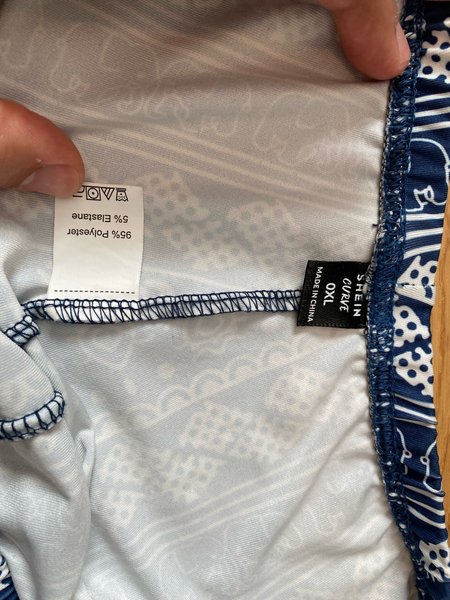 95% Polyester
5% Elastane
SHEIN
CURVE
0XL
MADE IN CHINA